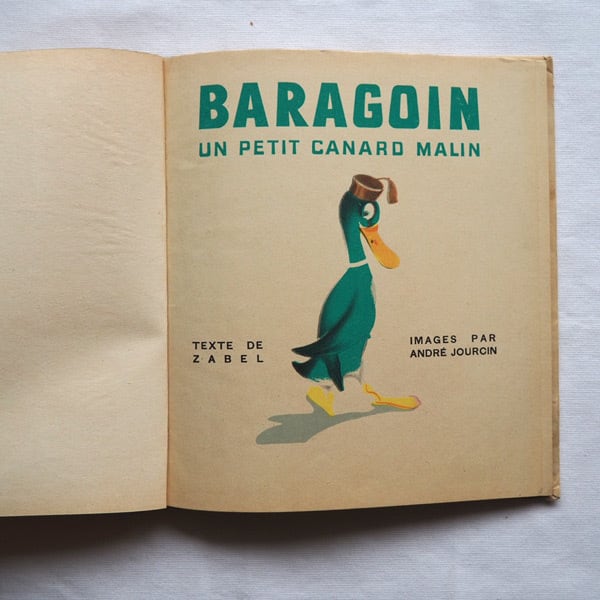 BARAGOIN
UN PETIT CANARD MALIN
TEXTE DE
ZABEL
IMAGES PAR
ANDRÉ JOURCIN